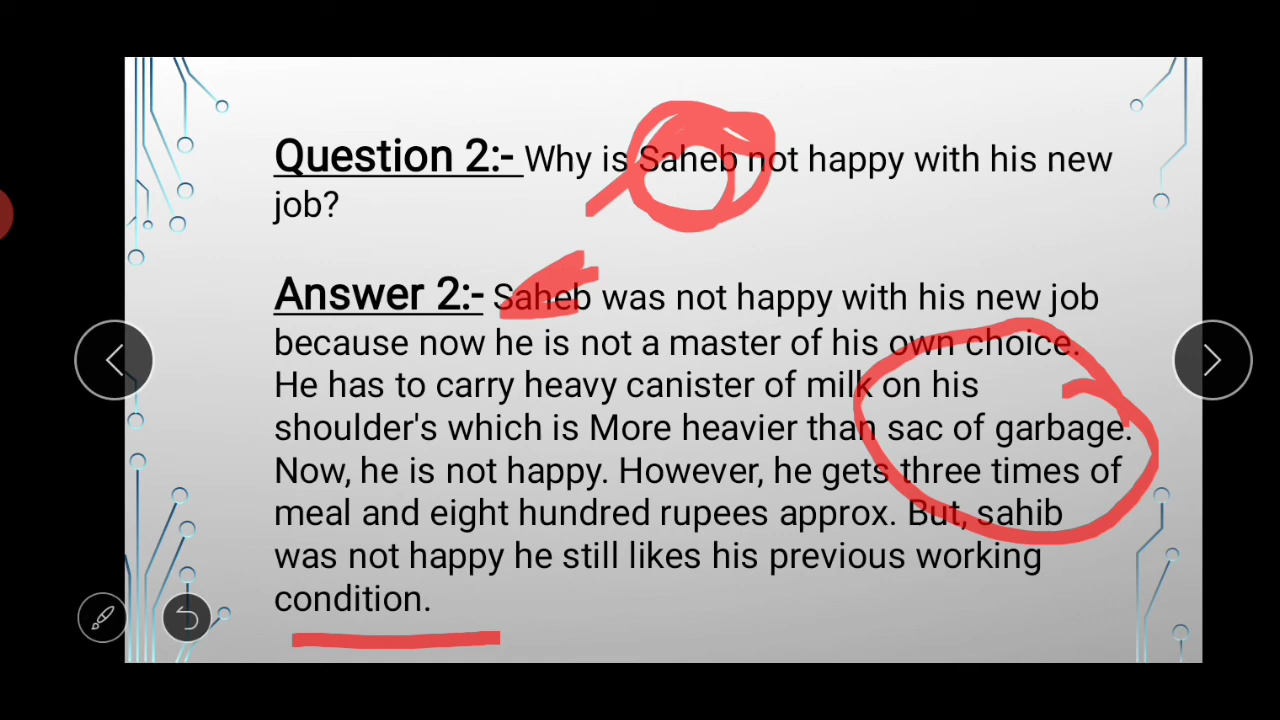 Question 2:- Why is Saheb not happy with his new
job?
Answer 2:- Saheb was not happy with his new job
because now he is not a master of his own choice.
He has to carry heavy canister of milk on his
shoulder's which is More heavier than sac of garbage.
Now, he is not happy. However, he gets three times of
meal and eight hundred rupees approx. But, sahib
was not happy he still likes his previous working
condition.